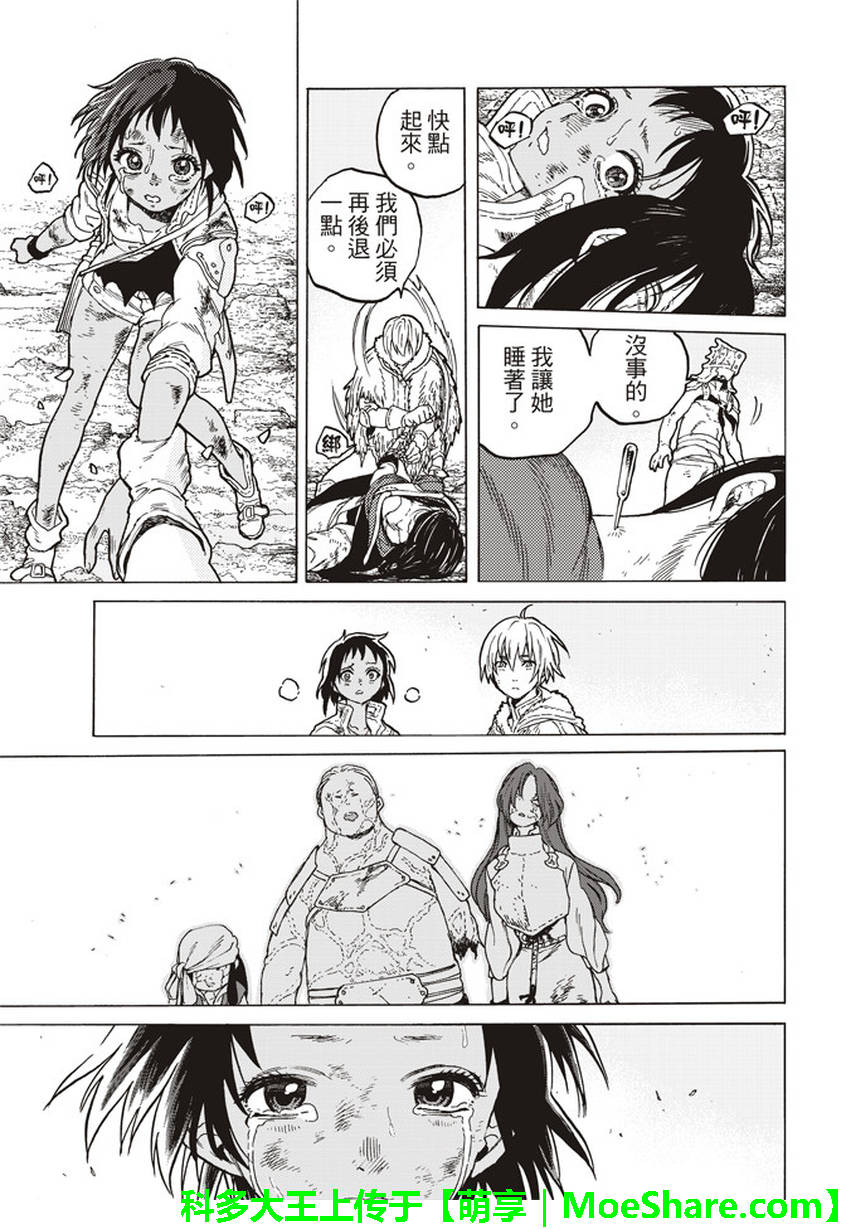 呼!
呼!
沒事的。
我讓她
睡著了。
快點
起來。
我們必須
再後退
一點。
綁
呼!
呼!
科多大王上传于【萌享｜MoeShare.com】